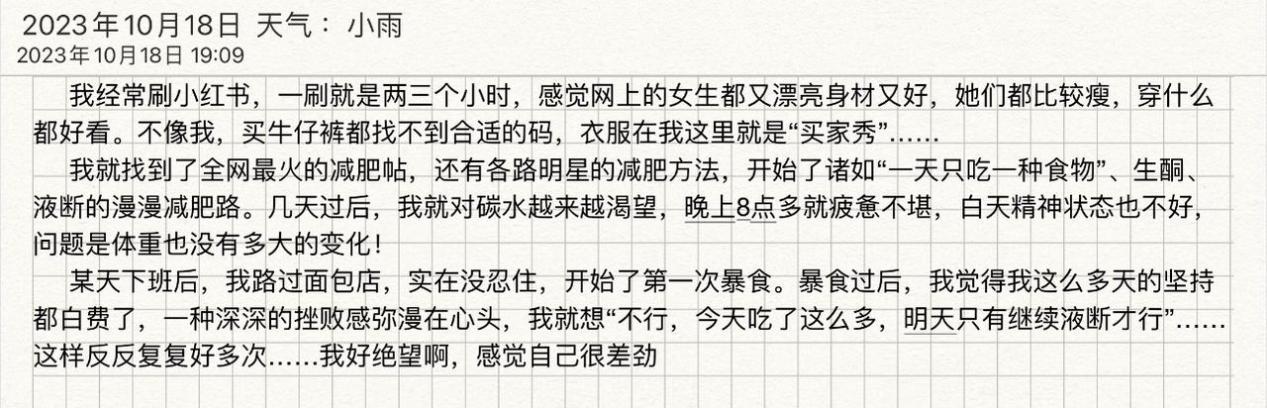 2023年10月18日 天气：小雨
2023年10月18日 19:09
我经常刷小红书，一刷就是两三个小时，感觉网上的女生都又漂亮身材又好，她们都比较瘦，穿什么
都好看。不像我，买牛仔裤都找不到合适的码，衣服在我这里就是“买家秀”……
我就找到了全网最火的减肥帖，还有各路明星的减肥方法，开始了诸如“一天只吃一种食物”、生酮、
液断的漫漫减肥路。几天过后，我就对碳水越来越渴望，晚上8点多就疲惫不堪，白天精神状态也不好，
问题是体重也没有多大的变化！
某天下班后，我路过面包店，实在没忍住，开始了第一次暴食。暴食过后，我觉得我这么多天的坚持
都白费了，一种深深的挫败感弥漫在心头，我就想“不行，今天吃了这么多，明天只有继续液断才行”……
这样反反复复好多次……我好绝望啊，感觉自己很差劲